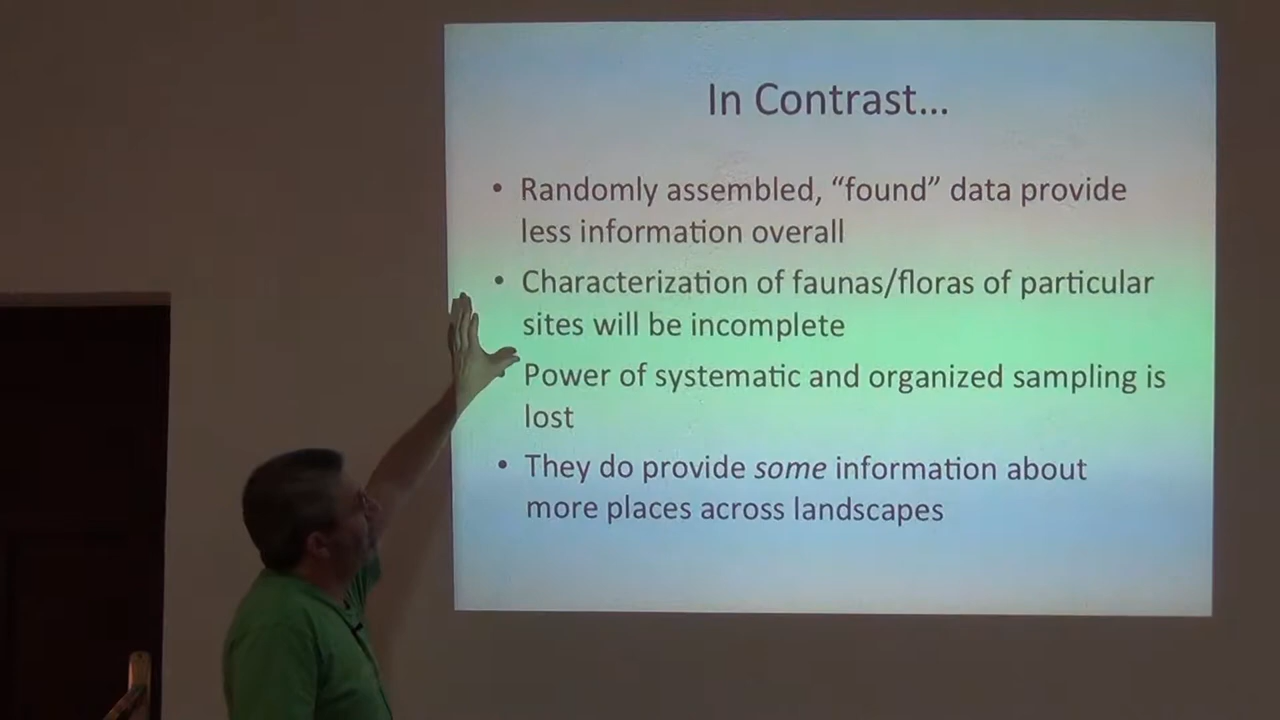 In Contrast...
• Randomly assembled, “found” data provide
less information overall
• Characterization of faunas/floras of particular
sites will be incomplete
Power of systematic and organized sampling is
lost
• They do provide some information about
more places across landscapes